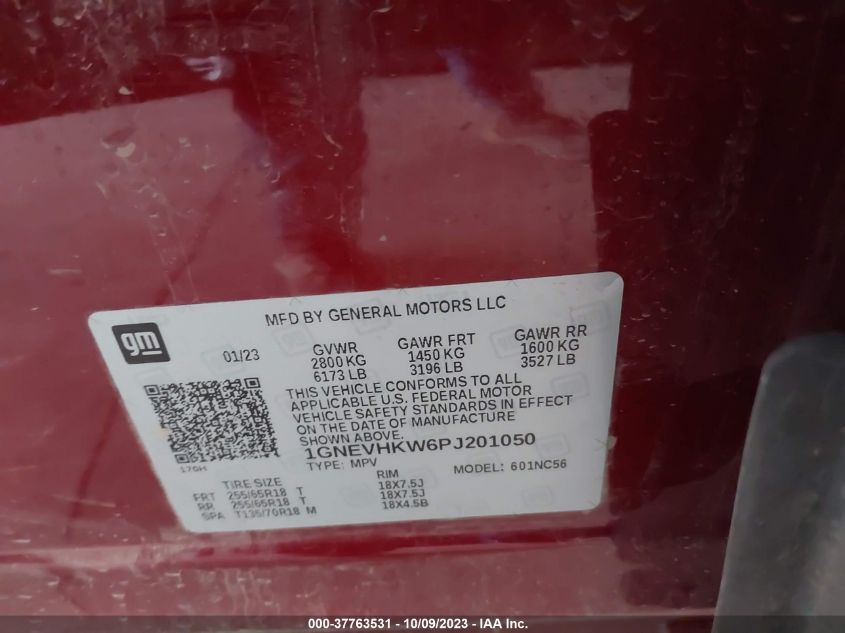 MFD BY GENERAL MOTORS LLC
gm
01/23
GVWR GAWR FRT GAWR RR
2800 KG 1450 KG 1600 KG
6173 LB 3196 LB 3527 LB
THIS VEHICLE CONFORMS TO ALL
APPLICABLE U.S. FEDERAL MOTOR
VEHICLE SAFETY STANDARDS IN EFFECT
ON THE DATE OF MANUFACTURE
SHOWN ABOVE.
1GNEVHKW6PJ201050
170H
TYPE: MPV MODEL: 601NC56
TIRE SIZE RIM
FRT 255/65R18 T 18X7.5J
RR 255/65R18 T 18X7.5J
SPA T135/70R18 M 18X4.5B
000-37763531 - 10/09/2023 - IAA Inc.